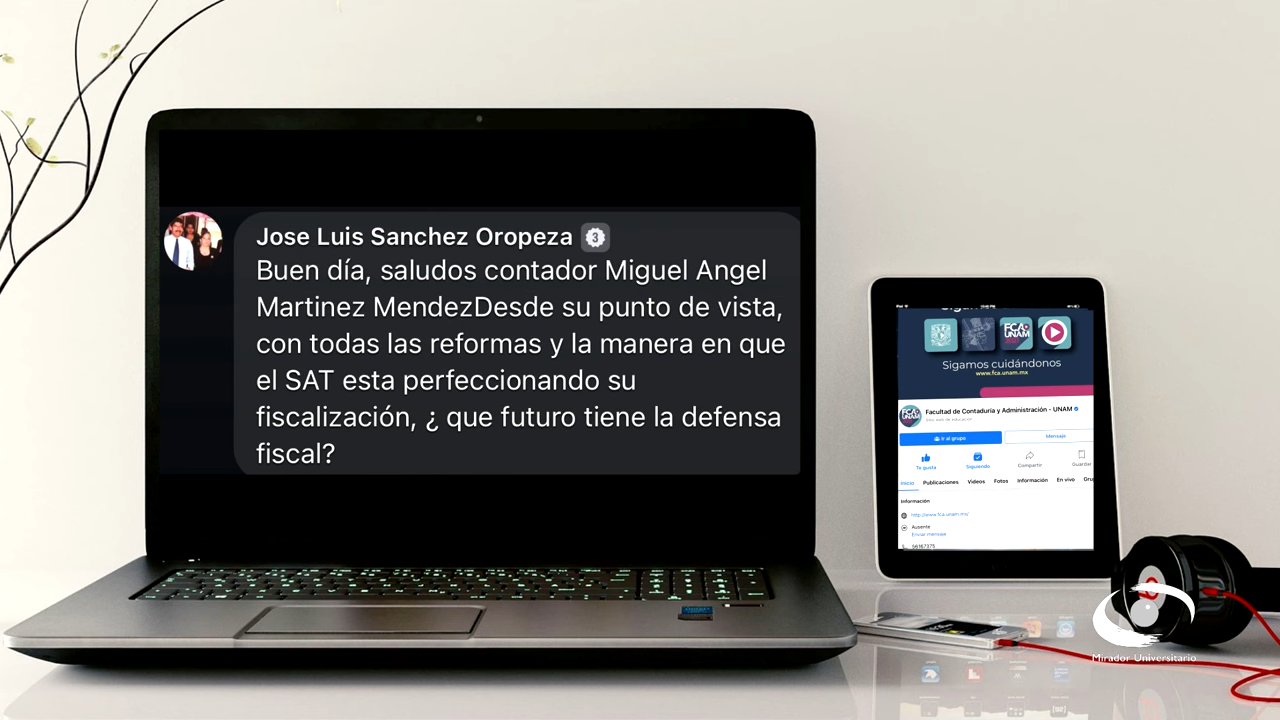 Jose Luis Sanchez Oropeza 3
Buen día, saludos contador Miguel Angel
Martinez MendezDesde su punto de vista,
con todas las reformas y la manera en que
el SAT esta perfeccionando su
fiscalización, ¿ que futuro tiene la defensa
fiscal?
FCA
UNAM
Sigamos cuidándonos
www.fca.unam.mx
Facultad de Contaduría y Administración - UNAM
Ir al grupo
Mensaje
Te gusta
Siguiendo
Compartir
Guardar
Inicio
Publicaciones
Videos
Fotos
Información
En vivo
Gru
Información
http://www.fca.unam.mx/
Ausente
Enviar mensaje
56167375
Mirador Universitario